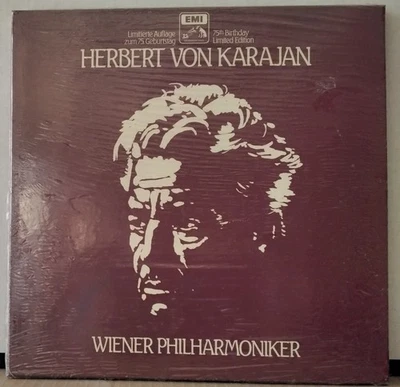 EMI
Limitierte Auflage
zum 75. Geburtstag
75th Birthday
Limited Edition
HERBERT VON KARAJAN
WIENER PHILHARMONIKER